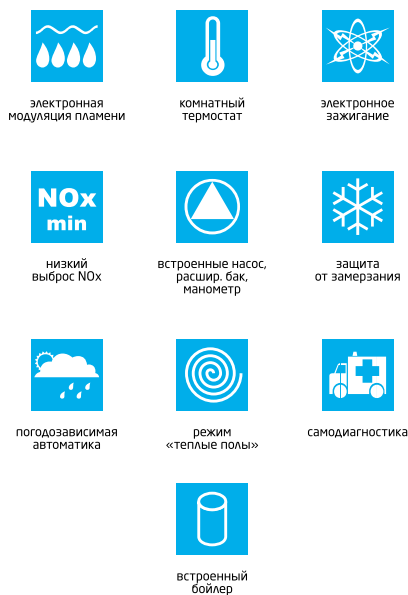 электронная
модуляция пламени
комнатный
термостат
электронное
зажигание
NOx
min
низкий
выброс NOx
встроенные насос,
расшир. бак,
манометр
защита
от замерзания
погодозависимая
автоматика
режим
«теплые полы»
самодиагностика
встроенный
бойлер